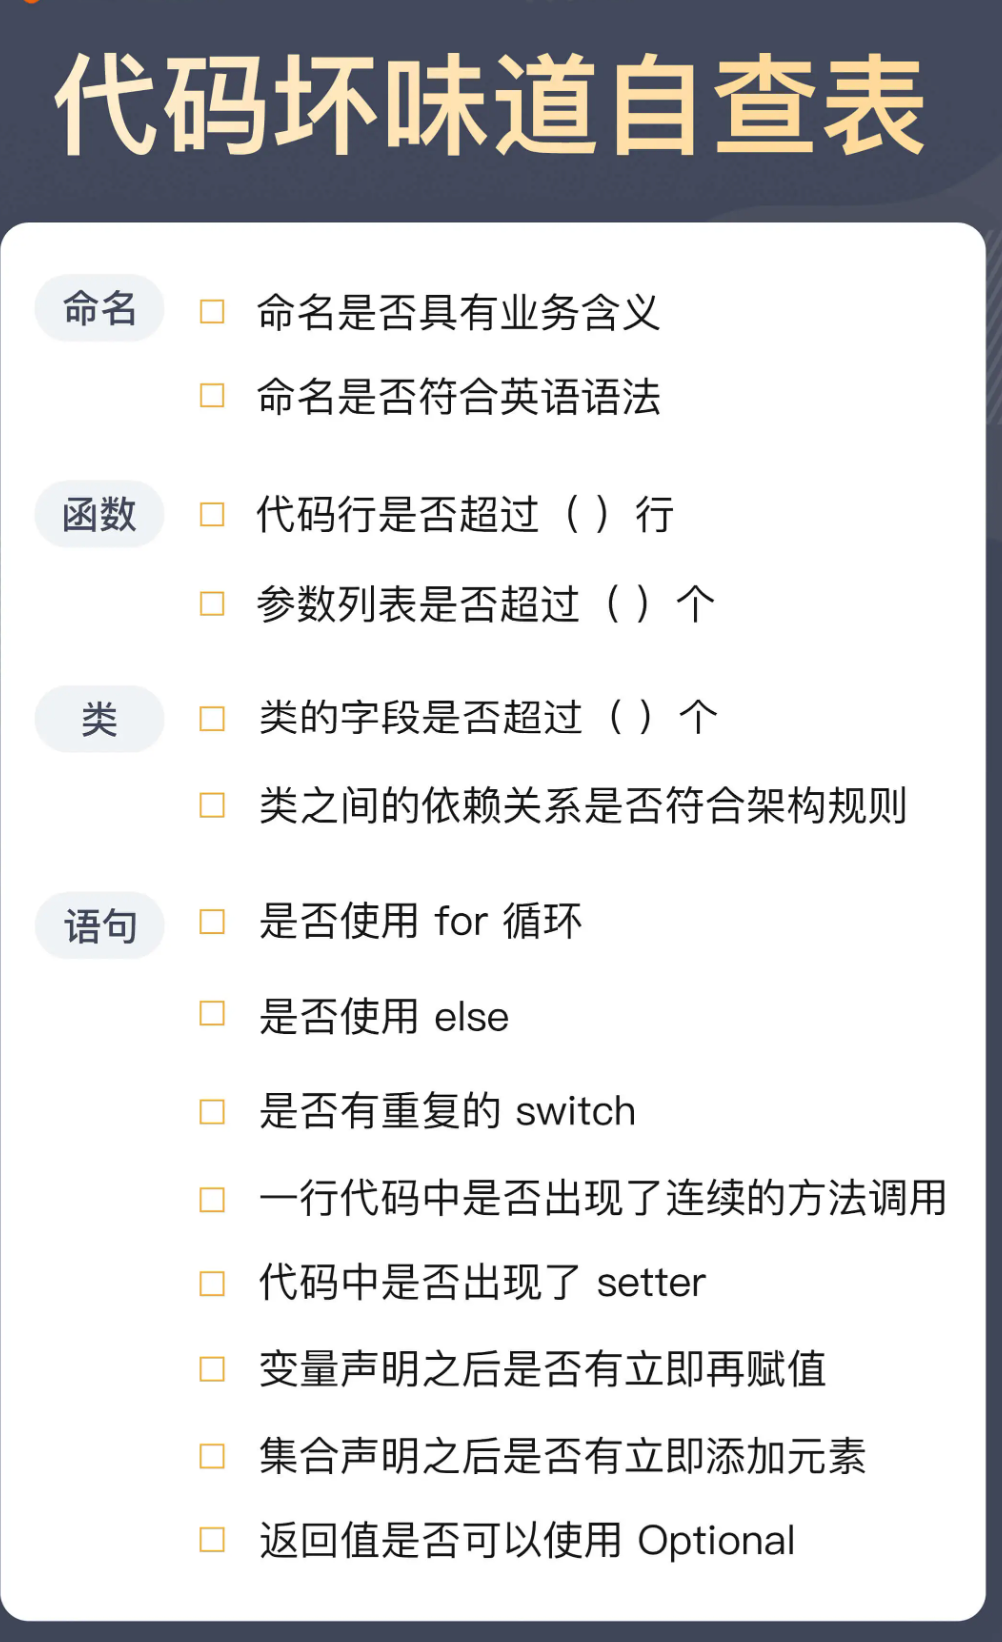 代码坏味道自查表
命名
命名是否具有业务含义
命名是否符合英语语法
函数
代码行是否超过（ ）行
参数列表是否超过（ ）个
类
类的字段是否超过（ ）个
类之间的依赖关系是否符合架构规则
语句
是否使用 for 循环
是否使用 else
是否有重复的 switch
一行代码中是否出现了连续的方法调用
代码中是否出现了 setter
变量声明之后是否有立即再赋值
集合声明之后是否有立即添加元素
返回值是否可以使用 Optional